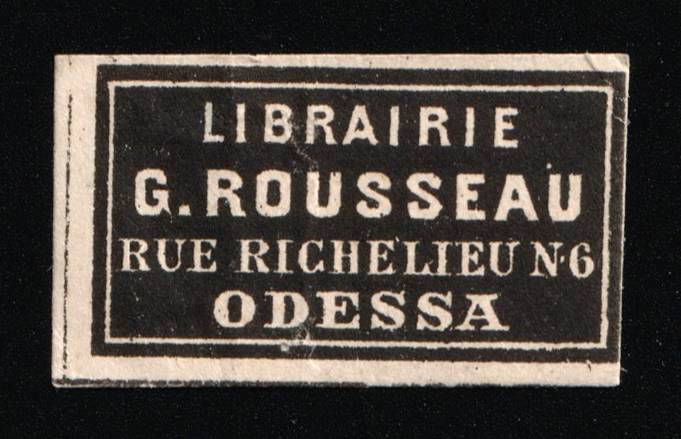 LIBRAIRIE
G. ROUSSEAU
RUE RICHELIEU N·6
ODESSA